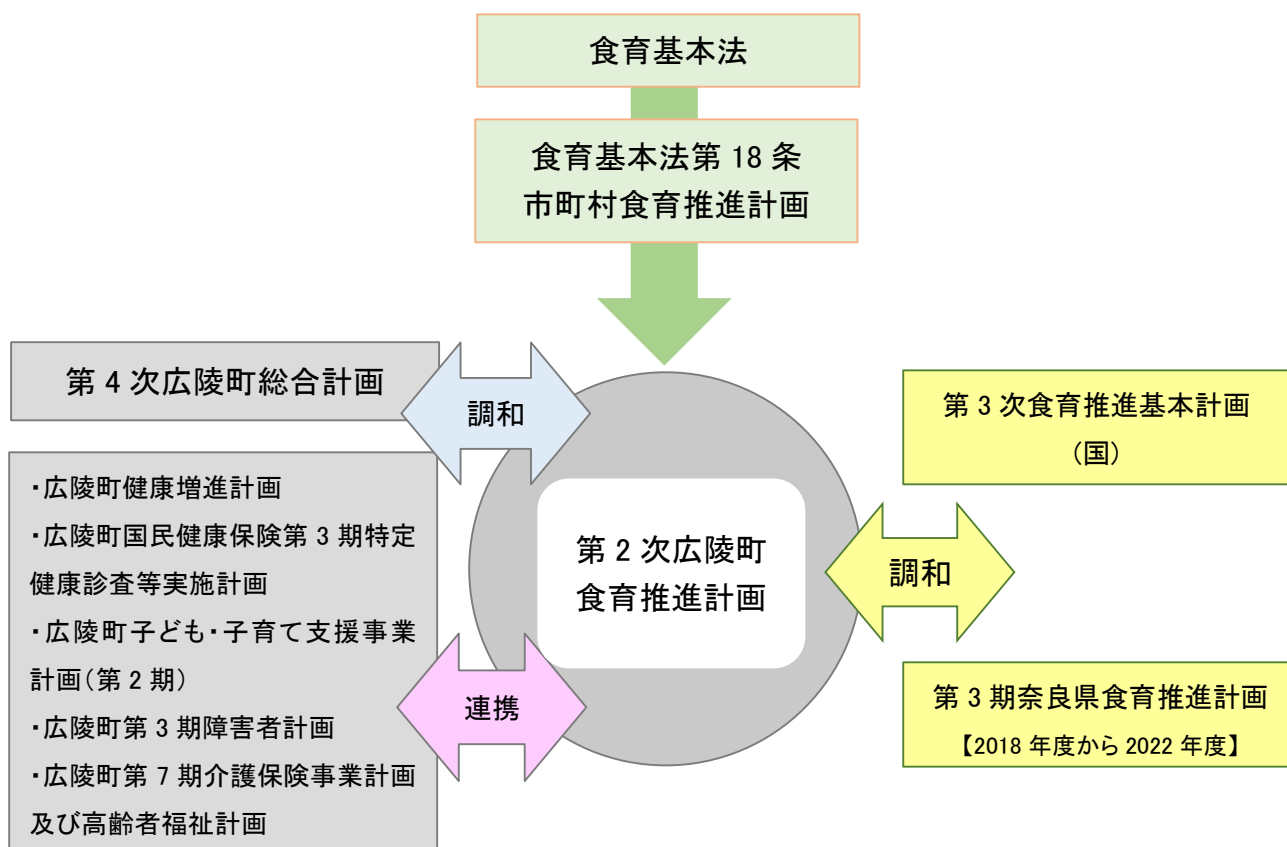 食育基本法
食育基本法第 18 条
市町村食育推進計画
第 4 次広陵町総合計画
調和
・広陵町健康増進計画
・広陵町国民健康保険第 3 期特定
健康診査等実施計画
・広陵町子ども・子育て支援事業
計画(第 2 期)
・広陵町第 3 期障害者計画
・広陵町第 7 期介護保険事業計画
及び高齢者福祉計画
連携
第 2 次広陵町
食育推進計画
第 3 次食育推進基本計画
(国)
調和
第 3 期奈良県食育推進計画
【2018 年度から 2022 年度】